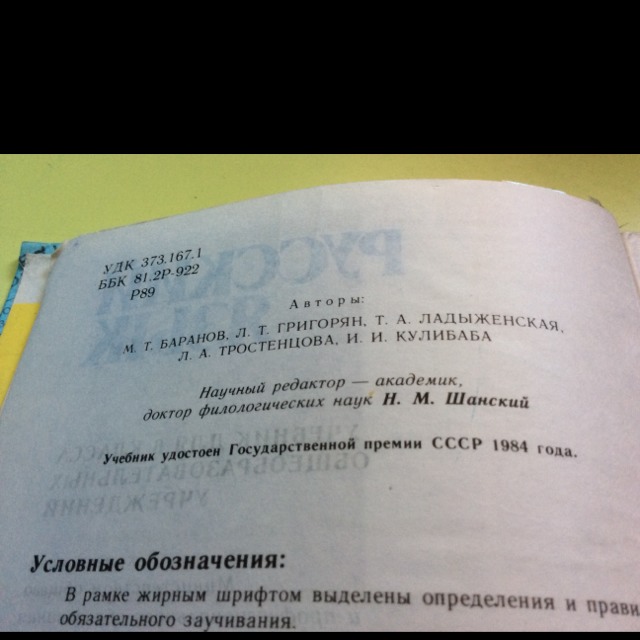 УДК 373.167.1
ББК 81.2Р-922
Р89
Авторы:
М. Т. БАРАНОВ, Л. Т. ГРИГОРЯН, Т. А. ЛАДЫЖЕНСКАЯ,
Л. А. ТРОСТЕНЦОВА, И. И. КУЛИБАБА
Научный редактор — академик,
доктор филологических наук Н. М. Шанский
Учебник удостоен Государственной премии СССР 1984 года.
Условные обозначения:
В рамке жирным шрифтом выделены определения и
обязательного заучивания.